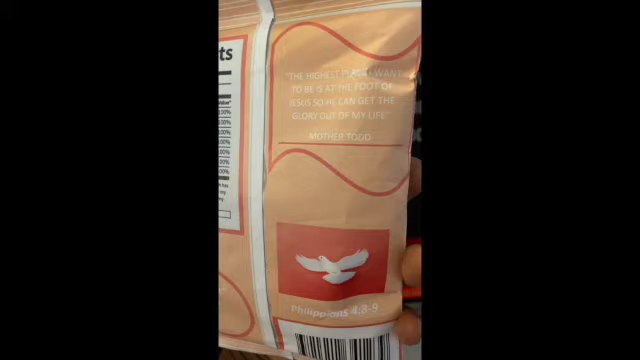 ts
"THE HIGHEST PLACE I WANT
TO BE IS AT THE FOOT OF
JESUS SO HE CAN GET THE
GLORY OUT OF MY LIFE"
MOTHER TODD
Philippians 4:8-9